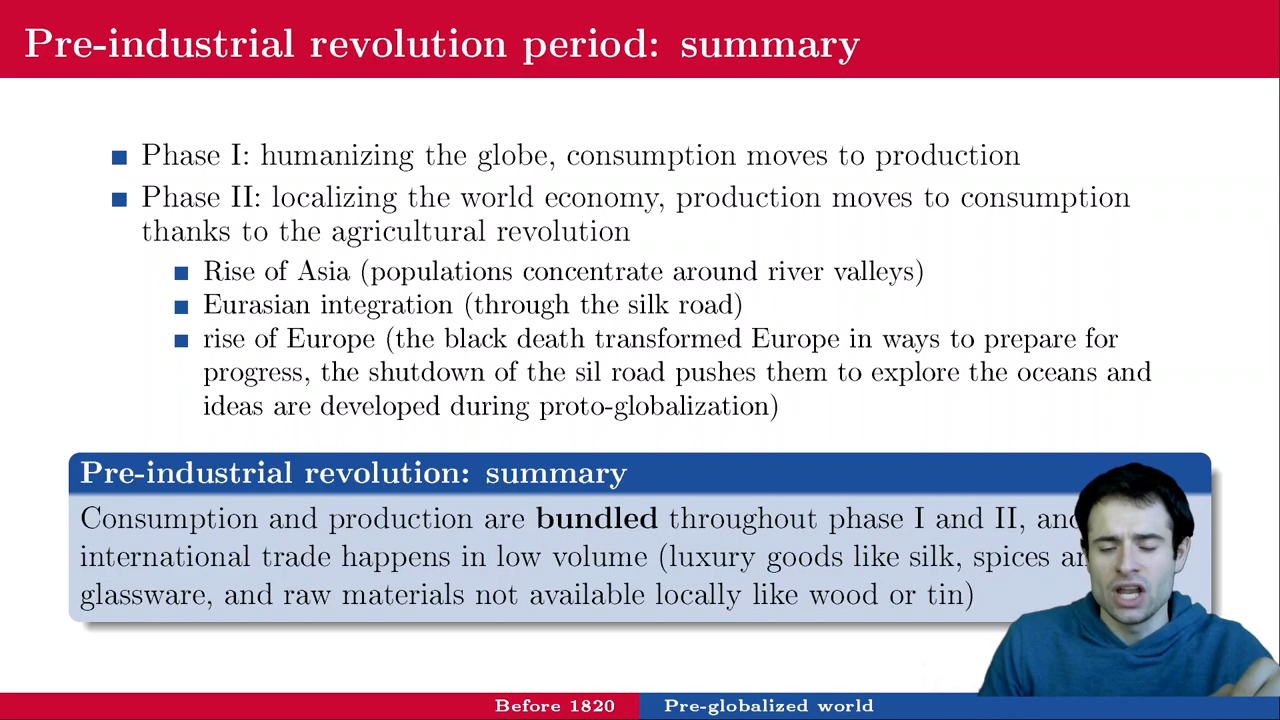 Pre-industrial revolution period: summary
Phase I: humanizing the globe, consumption moves to production
Phase II: localizing the world economy, production moves to consumption
thanks to the agricultural revolution
Rise of Asia (populations concentrate around river valleys)
Eurasian integration (through the silk road)
rise of Europe (the black death transformed Europe in ways to prepare for
progress, the shutdown of the sil road pushes them to explore the oceans and
ideas are developed during proto-globalization)
Pre-industrial revolution: summary
Consumption and production are bundled throughout phase I and II, and
international trade happens in low volume (luxury goods like silk, spices
glassware, and raw materials not available locally like wood or tin)
Before 1820 Pre-globalized world